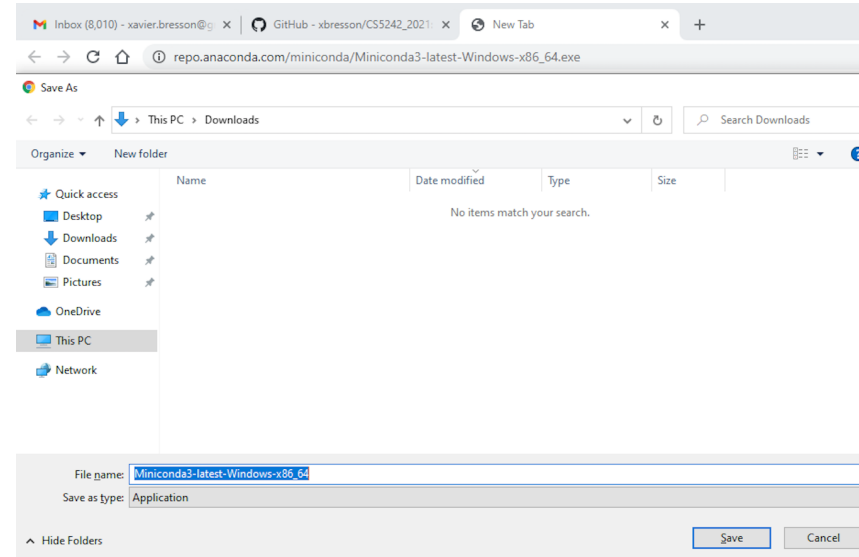 Inbox (8,010) - xavier.bresson@g
GitHub - xbresson/CS5242_2021
New Tab
repo.anaconda.com/miniconda/Miniconda3-latest-Windows-x86_64.exe
Save As
This PC > Downloads
Search Downloads
Organize
New folder
Name
Date modified
Type
Size
No items match your search.
Quick access
Desktop
Downloads
Documents
Pictures
OneDrive
This PC
Network
File name: Miniconda3-latest-Windows-x86_64
Save as type: Application
Hide Folders
Save
Cancel